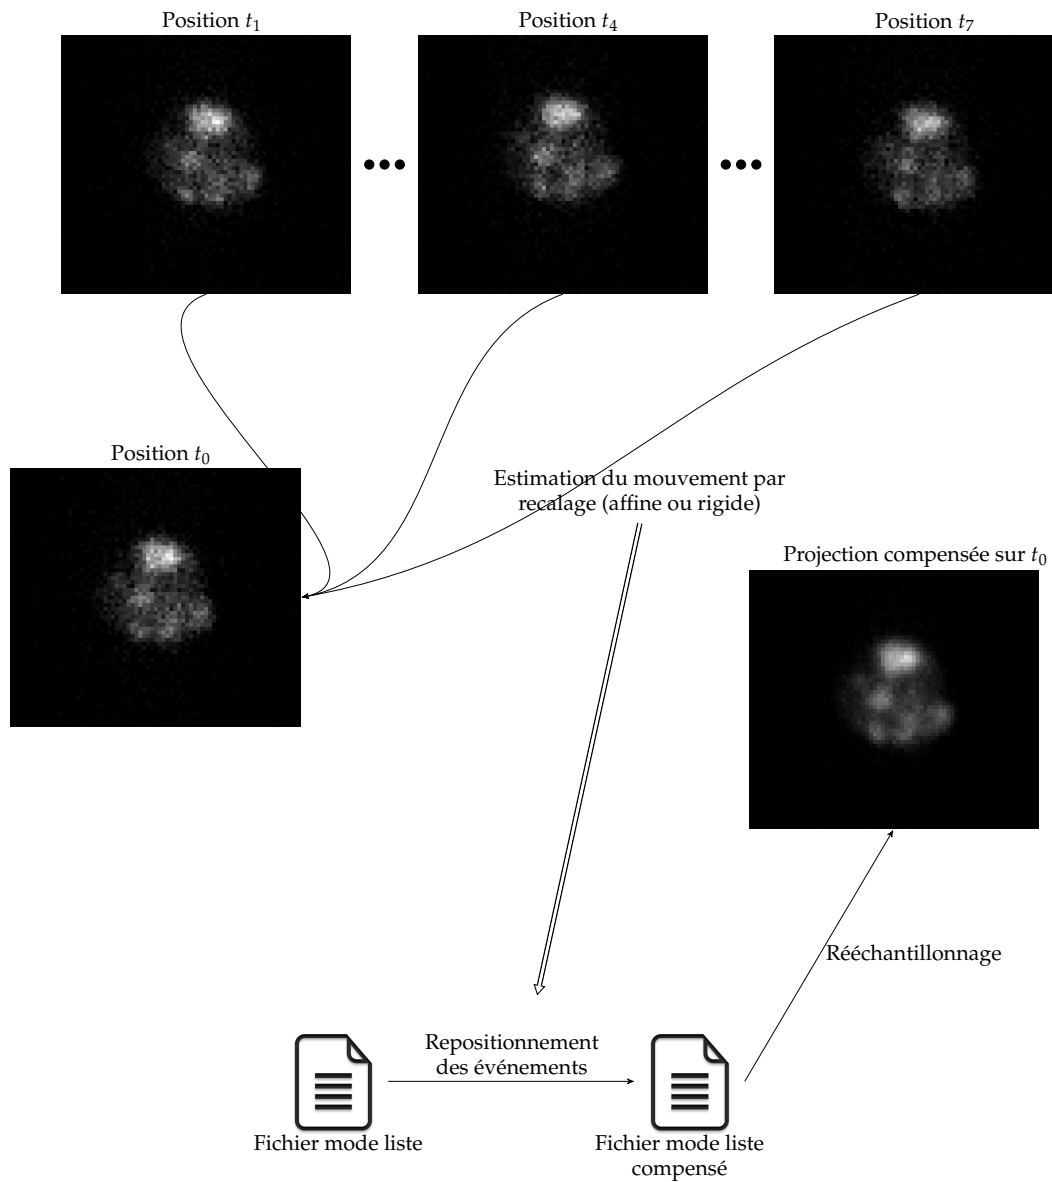 Position t₁
Position t₄
Position t₇
Position t₀
Estimation du mouvement par
recalage (affine ou rigide)
Projection compensée sur t₀
Rééchantillonnage
Repositionnement
des événements
Fichier mode liste
Fichier mode liste
compensé